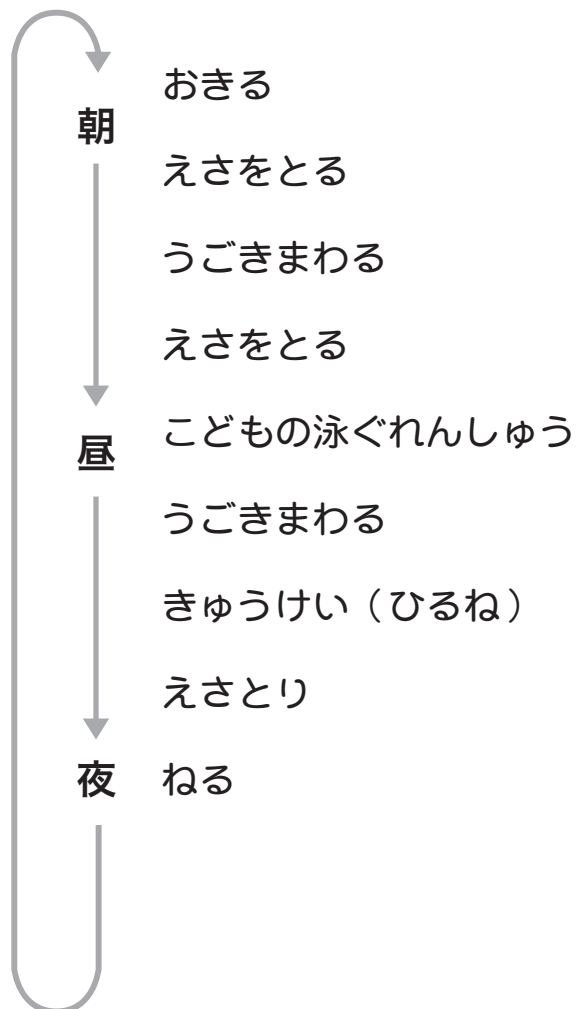 おきる
朝
えさをとる
うごきまわる
えさをとる
こどもの泳ぐれんしゅう
昼
うごきまわる
きゅうけい（ひるね）
えさとり
夜 ねる